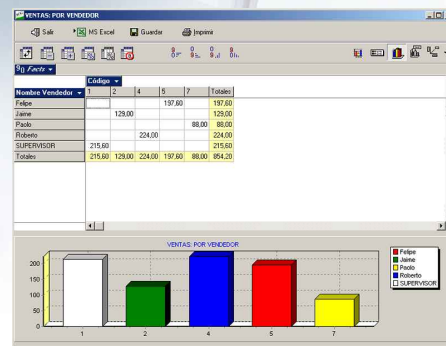 VENTAS: POR VENDEDOR
Salir MS Excel Guardar Imprimir
Facts
Código
Nombre Vendedor 1 2 4 5 7 Totales
Felipe 197,60 197,60
Jaime 129,00 129,00
Paolo 88,00 88,00
Roberto 224,00 224,00
SUPERVISOR 215,60 215,60
Totales 215,60 129,00 224,00 197,60 88,00 854,20
VENTAS: POR VENDEDOR
200
150
100
50
0
1 2 4 5 7
Felipe
Jaime
Paolo
Roberto
SUPERVISOR